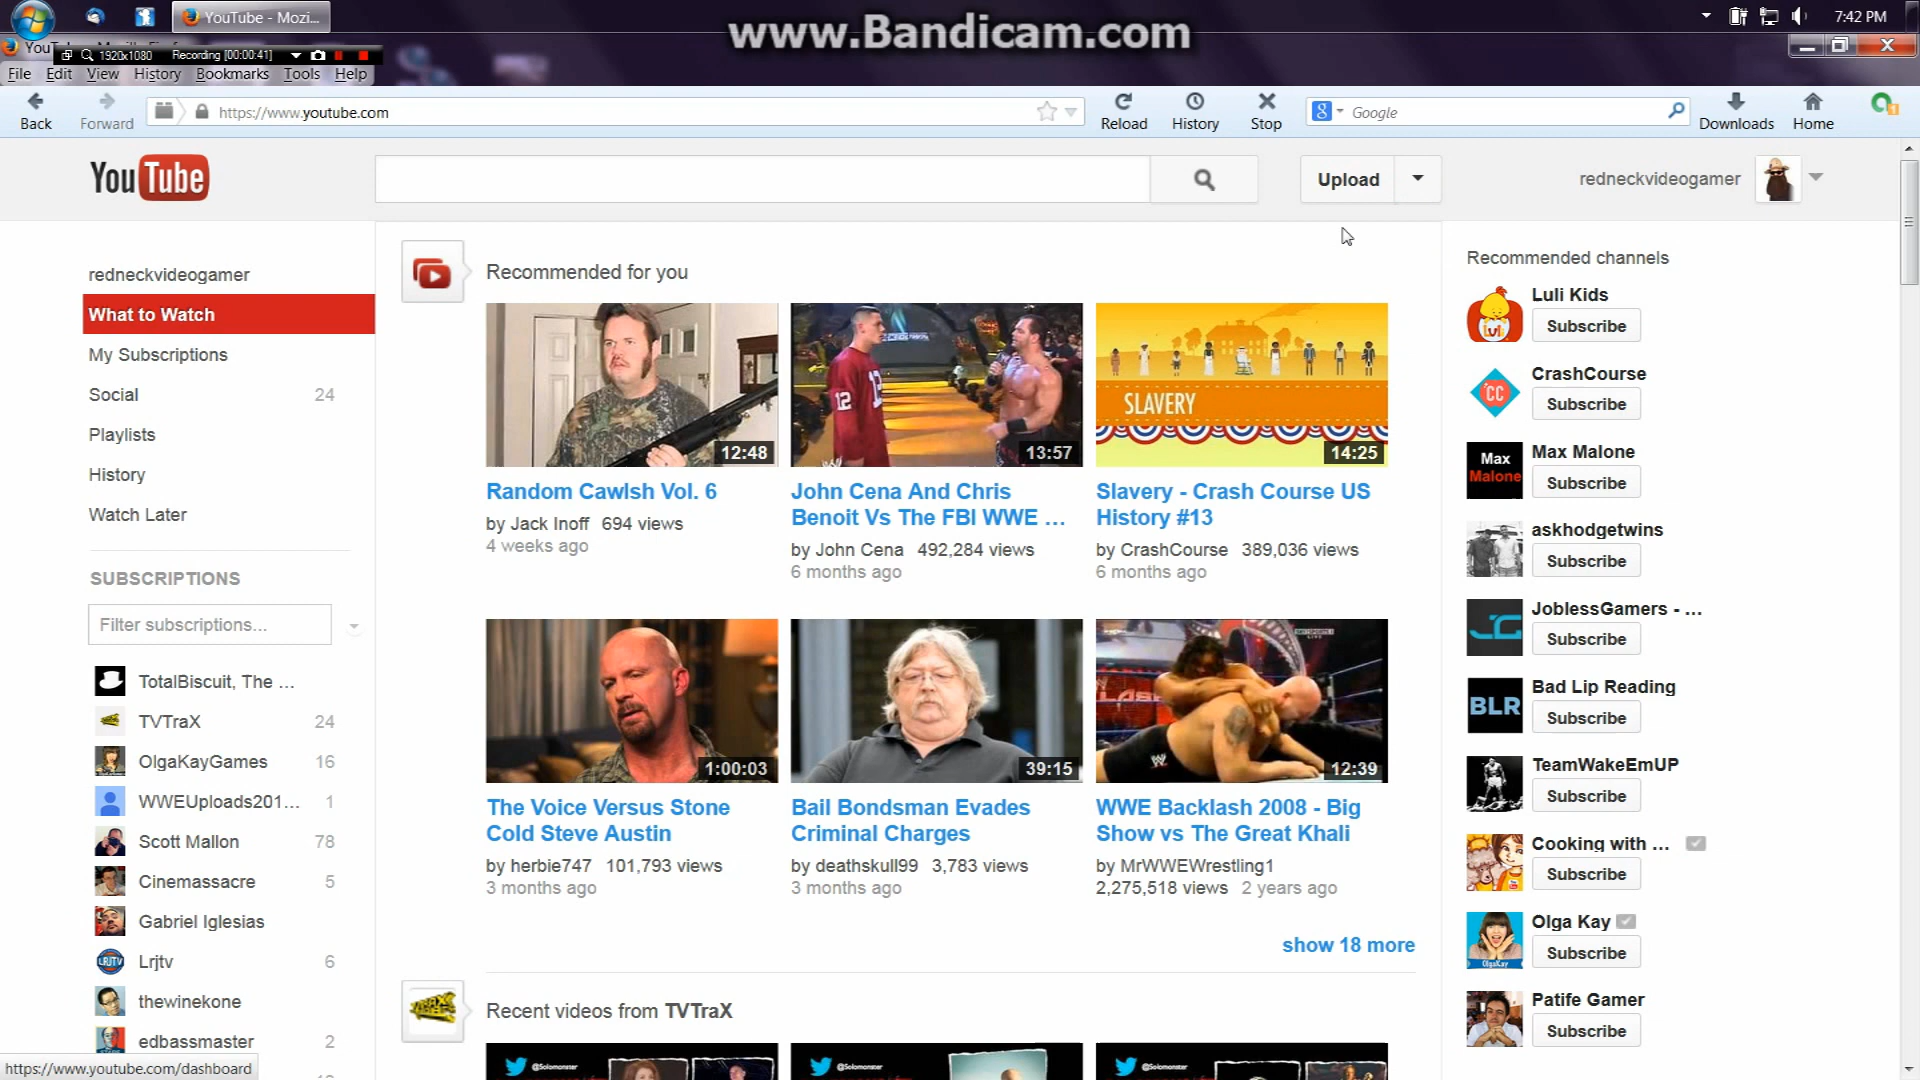 www.Bandicam.com
YouTube - Mozi...
7:42 PM
1920x1080
Recording [00:00:41]
File Edit View History Bookmarks Tools Help
Back
Forward
https://www.youtube.com
Reload
History
Stop
Google
Downloads
Home
YouTube
Upload
redneckvideogamer
redneckvideogamer
What to Watch
My Subscriptions
Social 24
Playlists
History
Watch Later
SUBSCRIPTIONS
Filter subscriptions...
TotalBiscuit, The ...
TVTraX 24
OlgaKayGames 16
WWEUploads201... 1
Scott Mallon 78
Cinemassacre 5
Gabriel Iglesias
Lrjtv 6
thewinekone
edbassmaster 2
https://www.youtube.com/dashboard
Recommended for you
12:48
Random Cawlsh Vol. 6
by Jack Inoff 694 views
4 weeks ago
12
13:57
John Cena And Chris
Benoit Vs The FBI WWE ...
by John Cena 492,284 views
6 months ago
SLAVERY
14:25
Slavery - Crash Course US
History #13
by CrashCourse 389,036 views
6 months ago
1:00:03
The Voice Versus Stone
Cold Steve Austin
by herbie747 101,793 views
3 months ago
39:15
Bail Bondsman Evades
Criminal Charges
by deathskull99 3,783 views
3 months ago
12:39
WWE Backlash 2008 - Big
Show vs The Great Khali
by MrWWEWrestling1
2,275,518 views 2 years ago
show 18 more
Recent videos from TVTraX
@Solomonster
@Solomonster
@Solomonster
Recommended channels
Luli Kids
Subscribe
CC
CrashCourse
Subscribe
Max
Malone
Max Malone
Subscribe
askhodgetwins
Subscribe
JoblessGamers - ...
Subscribe
BLR
Bad Lip Reading
Subscribe
TeamWakeEmUP
Subscribe
Cooking with ...
Subscribe
OlgaKay
Olga Kay
Subscribe
Patife Gamer
Subscribe